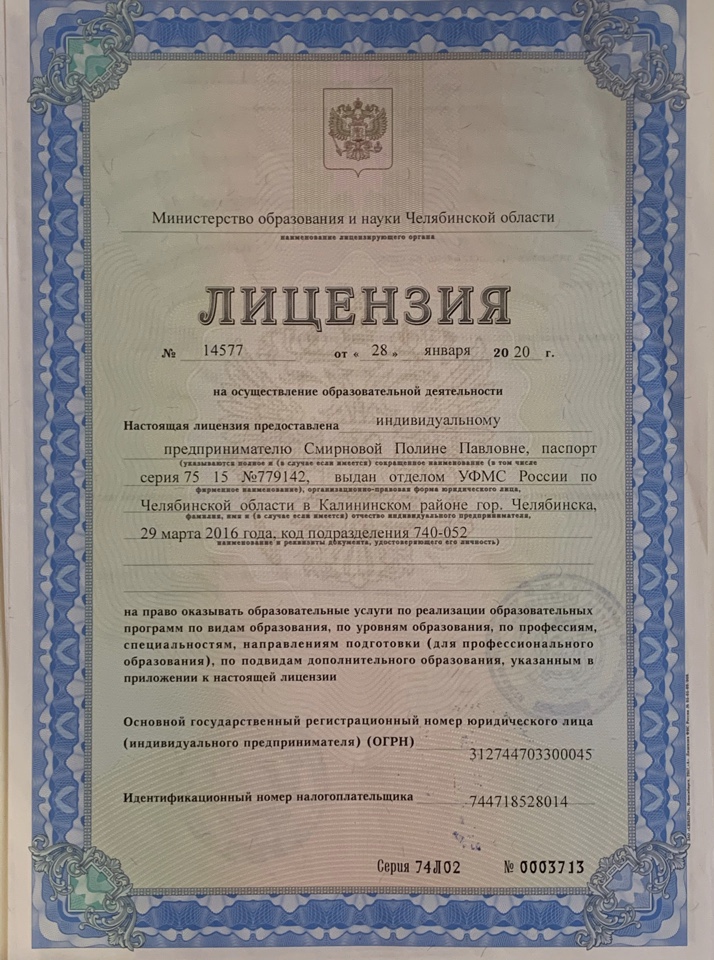 Министерство образования и науки Челябинской области
наименование лицензирующего органа
ЛИЦЕНЗИЯ
№ 14577 от « 28 » января 20 20 г.
на осуществление образовательной деятельности
Настоящая лицензия предоставлена индивидуальному
предпринимателю Смирновой Полине Павловне, паспорт
(указываются полное и (в случае если имеется) сокращенное наименование (в том числе
серия 75 15 №779142, выдан отделом УФМС России по
фирменное наименование), организационно-правовая форма юридического лица,
Челябинской области в Калининском районе гор. Челябинска,
фамилия, имя и (в случае если имеется) отчество индивидуального предпринимателя,
29 марта 2016 года, код подразделения 740-052
наименование и реквизиты документа, удостоверяющего его личность)
на право оказывать образовательные услуги по реализации образовательных
программ по видам образования, по уровням образования, по профессиям,
специальностям, направлениям подготовки (для профессионального
образования), по подвидам дополнительного образования, указанным в
приложении к настоящей лицензии
Основной государственный регистрационный номер юридического лица
(индивидуального предпринимателя) (ОГРН)
312744703300045
Идентификационный номер налогоплательщика 744718528014
Серия 74Л02 № 0003713